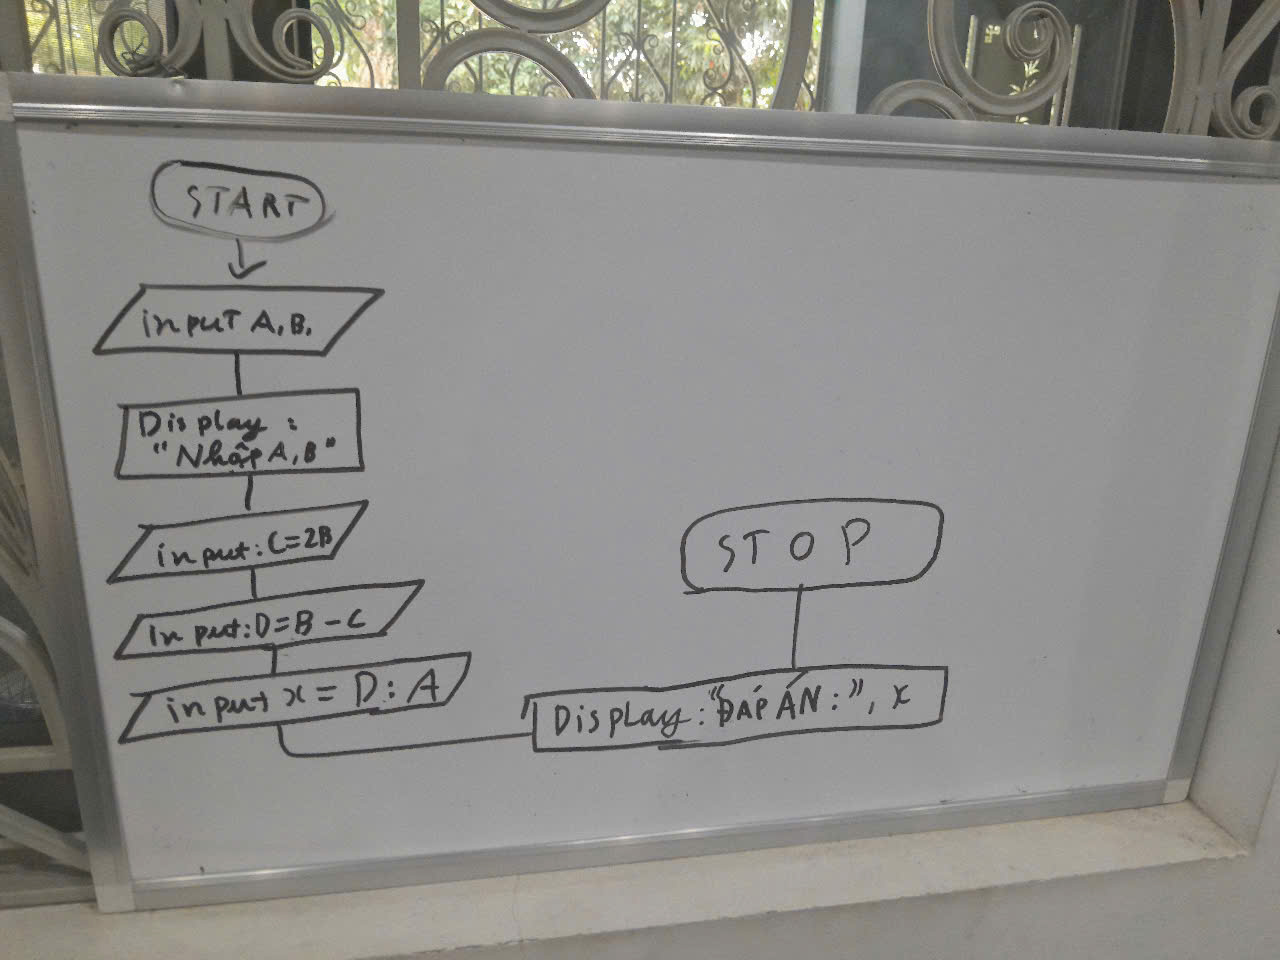 START
input A, B,
Display:
"Nhập A, B"
input: C=2B
input: D=B-C
input x = D:A
Display: "ĐÁP ÁN:", x
STOP